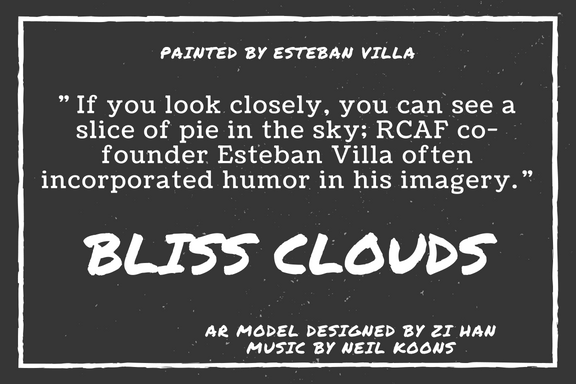 PAINTED BY ESTEBAN VILLA
" If you look closely, you can see a
slice of pie in the sky; RCAF co-
founder Esteban Villa often
incorporated humor in his imagery."
BLISS CLOUDS
AR MODEL DESIGNED BY ZI HAN
MUSIC BY NEIL KOONS